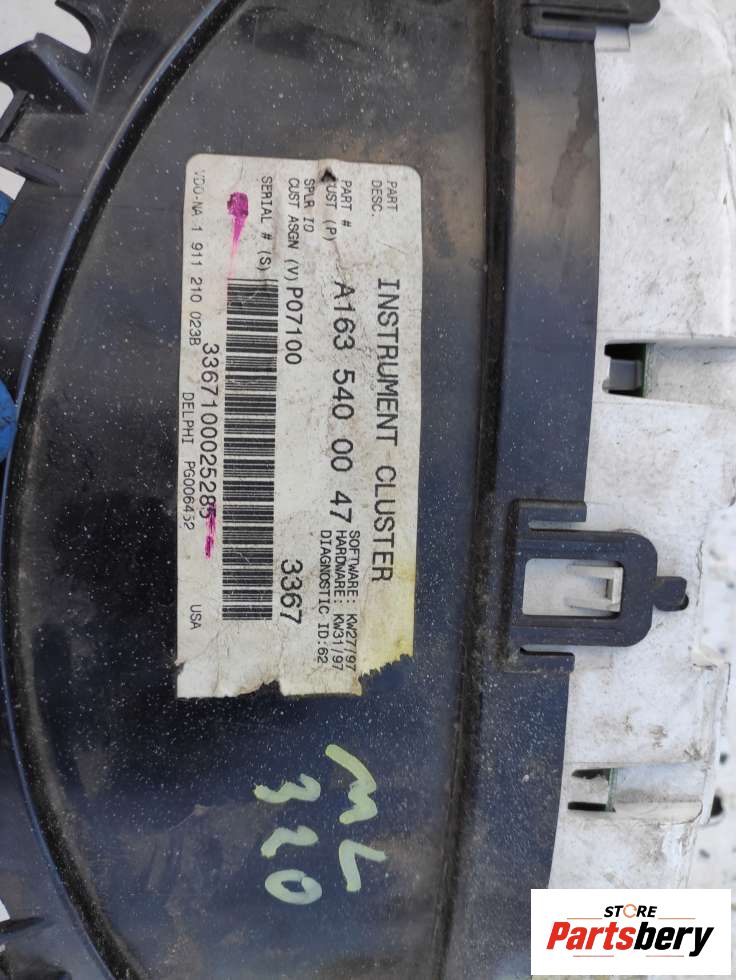 PART DESC. INSTRUMENT CLUSTER
PART #
CUST (P) A163 540 00 47
SOFTWARE: KW27/97
HARDWARE: KW31/97
DIAGNOSTIC ID:62
SPLR ID
CUST ASGN (V) P07100
3367
SERIAL # (S)
3367100025285
VDO-NA 1 911 210 023B
DELPHI PG006452
USA
ML
320
STORE
Partsbery